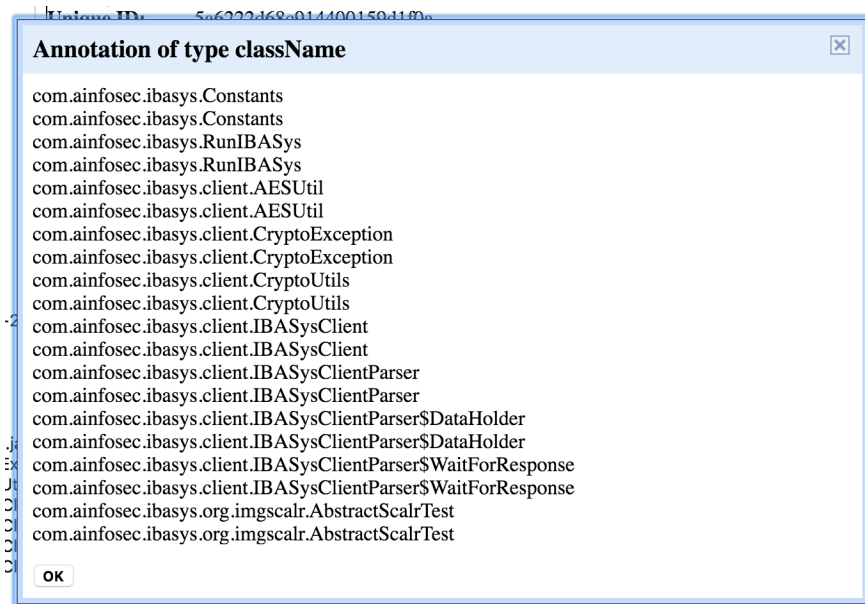 Unique ID: 5a6222d68c914400159d1f0a
Annotation of type className
com.ainfosec.ibasys.Constants
com.ainfosec.ibasys.Constants
com.ainfosec.ibasys.RunIBASys
com.ainfosec.ibasys.RunIBASys
com.ainfosec.ibasys.client.AESUtil
com.ainfosec.ibasys.client.AESUtil
com.ainfosec.ibasys.client.CryptoException
com.ainfosec.ibasys.client.CryptoException
com.ainfosec.ibasys.client.CryptoUtils
com.ainfosec.ibasys.client.CryptoUtils
com.ainfosec.ibasys.client.IBASysClient
com.ainfosec.ibasys.client.IBASysClient
com.ainfosec.ibasys.client.IBASysClientParser
com.ainfosec.ibasys.client.IBASysClientParser
com.ainfosec.ibasys.client.IBASysClientParser$DataHolder
com.ainfosec.ibasys.client.IBASysClientParser$DataHolder
com.ainfosec.ibasys.client.IBASysClientParser$WaitForResponse
com.ainfosec.ibasys.client.IBASysClientParser$WaitForResponse
com.ainfosec.ibasys.org.imgscalr.AbstractScalrTest
com.ainfosec.ibasys.org.imgscalr.AbstractScalrTest
OK